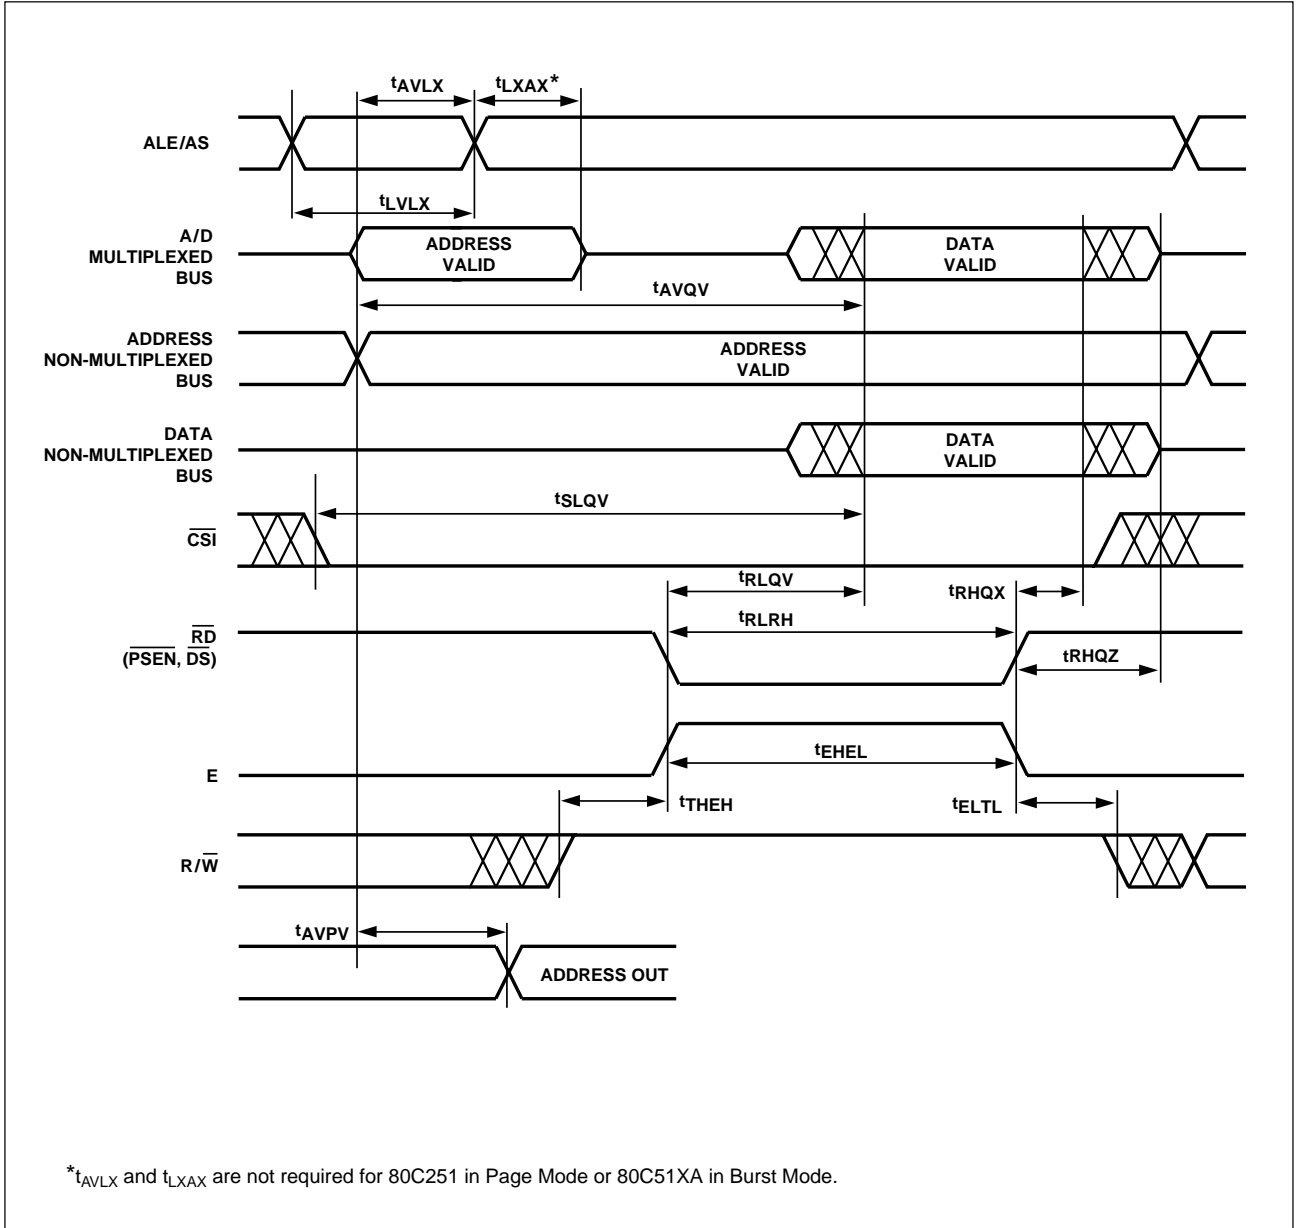 tAVLX tLXAX*
ALE/AS
tLVLX
A/D
MULTIPLEXED
BUS
ADDRESS
VALID
DATA
VALID
tAVQV
ADDRESS
NON-MULTIPLEXED
BUS
ADDRESS
VALID
DATA
NON-MULTIPLEXED
BUS
DATA
VALID
tSLQV
CSI
tRLQV
tRHQX
tRLRH
RD
(PSEN, DS)
tRHQZ
tEHEL
E
tTHEH
tELTL
R/W
tAVPV
ADDRESS OUT
*tAVLX and tLXAX are not required for 80C251 in Page Mode or 80C51XA in Burst Mode.